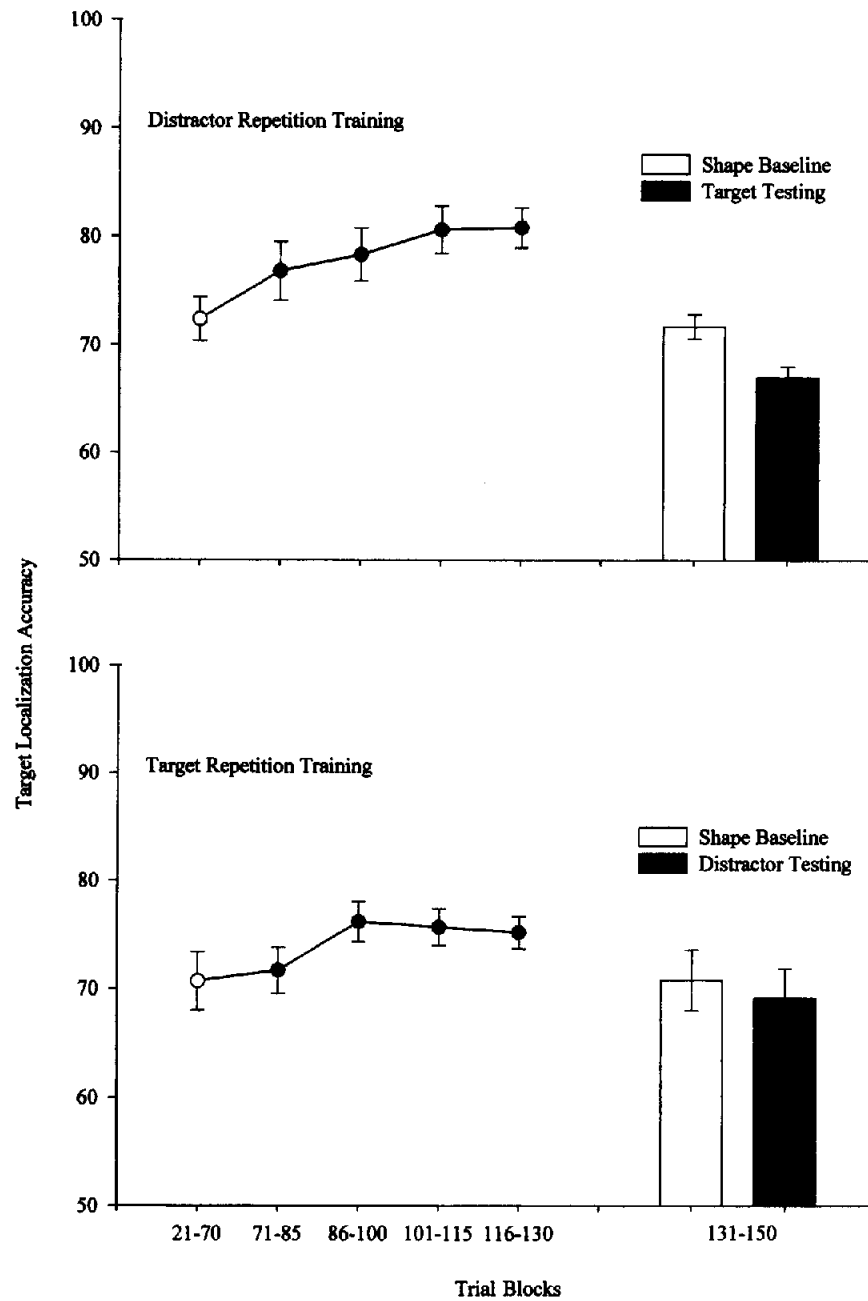 100
90
Distractor Repetition Training
Shape Baseline
Target Testing
80
70
60
50
Target Localization Accuracy
100
90
Target Repetition Training
Shape Baseline
Distractor Testing
80
70
60
50
21-70 71-85 86-100 101-115 116-130 131-150
Trial Blocks